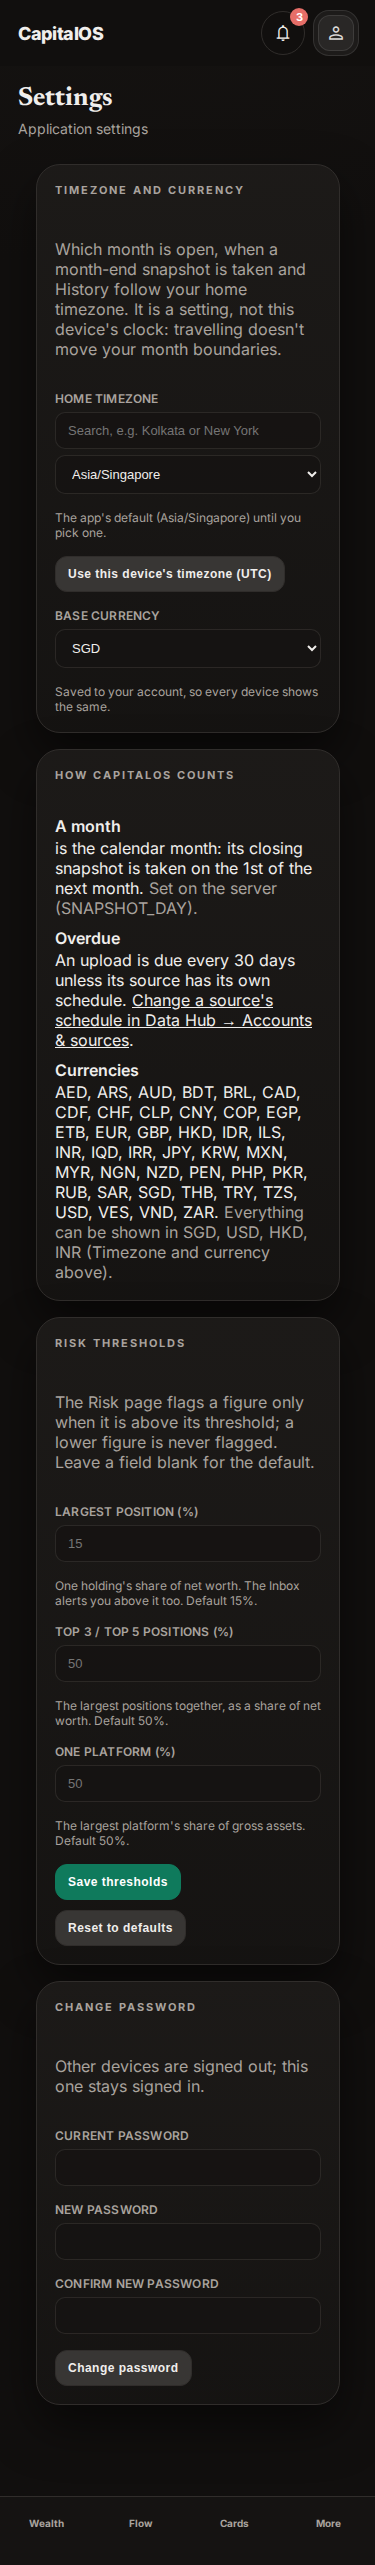 CapitalOS
3
Settings
Application settings
TIMEZONE AND CURRENCY
Which month is open, when a
month-end snapshot is taken and
History follow your home
timezone. It is a setting, not this
device's clock: travelling doesn't
move your month boundaries.
HOME TIMEZONE
Search, e.g. Kolkata or New York
Asia/Singapore
The app's default (Asia/Singapore) until you
pick one.
Use this device's timezone (UTC)
BASE CURRENCY
SGD
Saved to your account, so every device shows
the same.
HOW CAPITALOS COUNTS
A month
is the calendar month: its closing
snapshot is taken on the 1st of the
next month. Set on the server
(SNAPSHOT_DAY).
Overdue
An upload is due every 30 days
unless its source has its own
schedule. Change a source's
schedule in Data Hub → Accounts
& sources.
Currencies
AED, ARS, AUD, BDT, BRL, CAD,
CDF, CHF, CLP, CNY, COP, EGP,
ETB, EUR, GBP, HKD, IDR, ILS,
INR, IQD, IRR, JPY, KRW, MXN,
MYR, NGN, NZD, PEN, PHP, PKR,
RUB, SAR, SGD, THB, TRY, TZS,
USD, VES, VND, ZAR. Everything
can be shown in SGD, USD, HKD,
INR (Timezone and currency
above).
RISK THRESHOLDS
The Risk page flags a figure only
when it is above its threshold; a
lower figure is never flagged.
Leave a field blank for the default.
LARGEST POSITION (%)
15
One holding's share of net worth. The Inbox
alerts you above it too. Default 15%.
TOP 3 / TOP 5 POSITIONS (%)
50
The largest positions together, as a share of net
worth. Default 50%.
ONE PLATFORM (%)
50
The largest platform's share of gross assets.
Default 50%.
Save thresholds
Reset to defaults
CHANGE PASSWORD
Other devices are signed out; this
one stays signed in.
CURRENT PASSWORD
NEW PASSWORD
CONFIRM NEW PASSWORD
Change password
Wealth
Flow
Cards
More